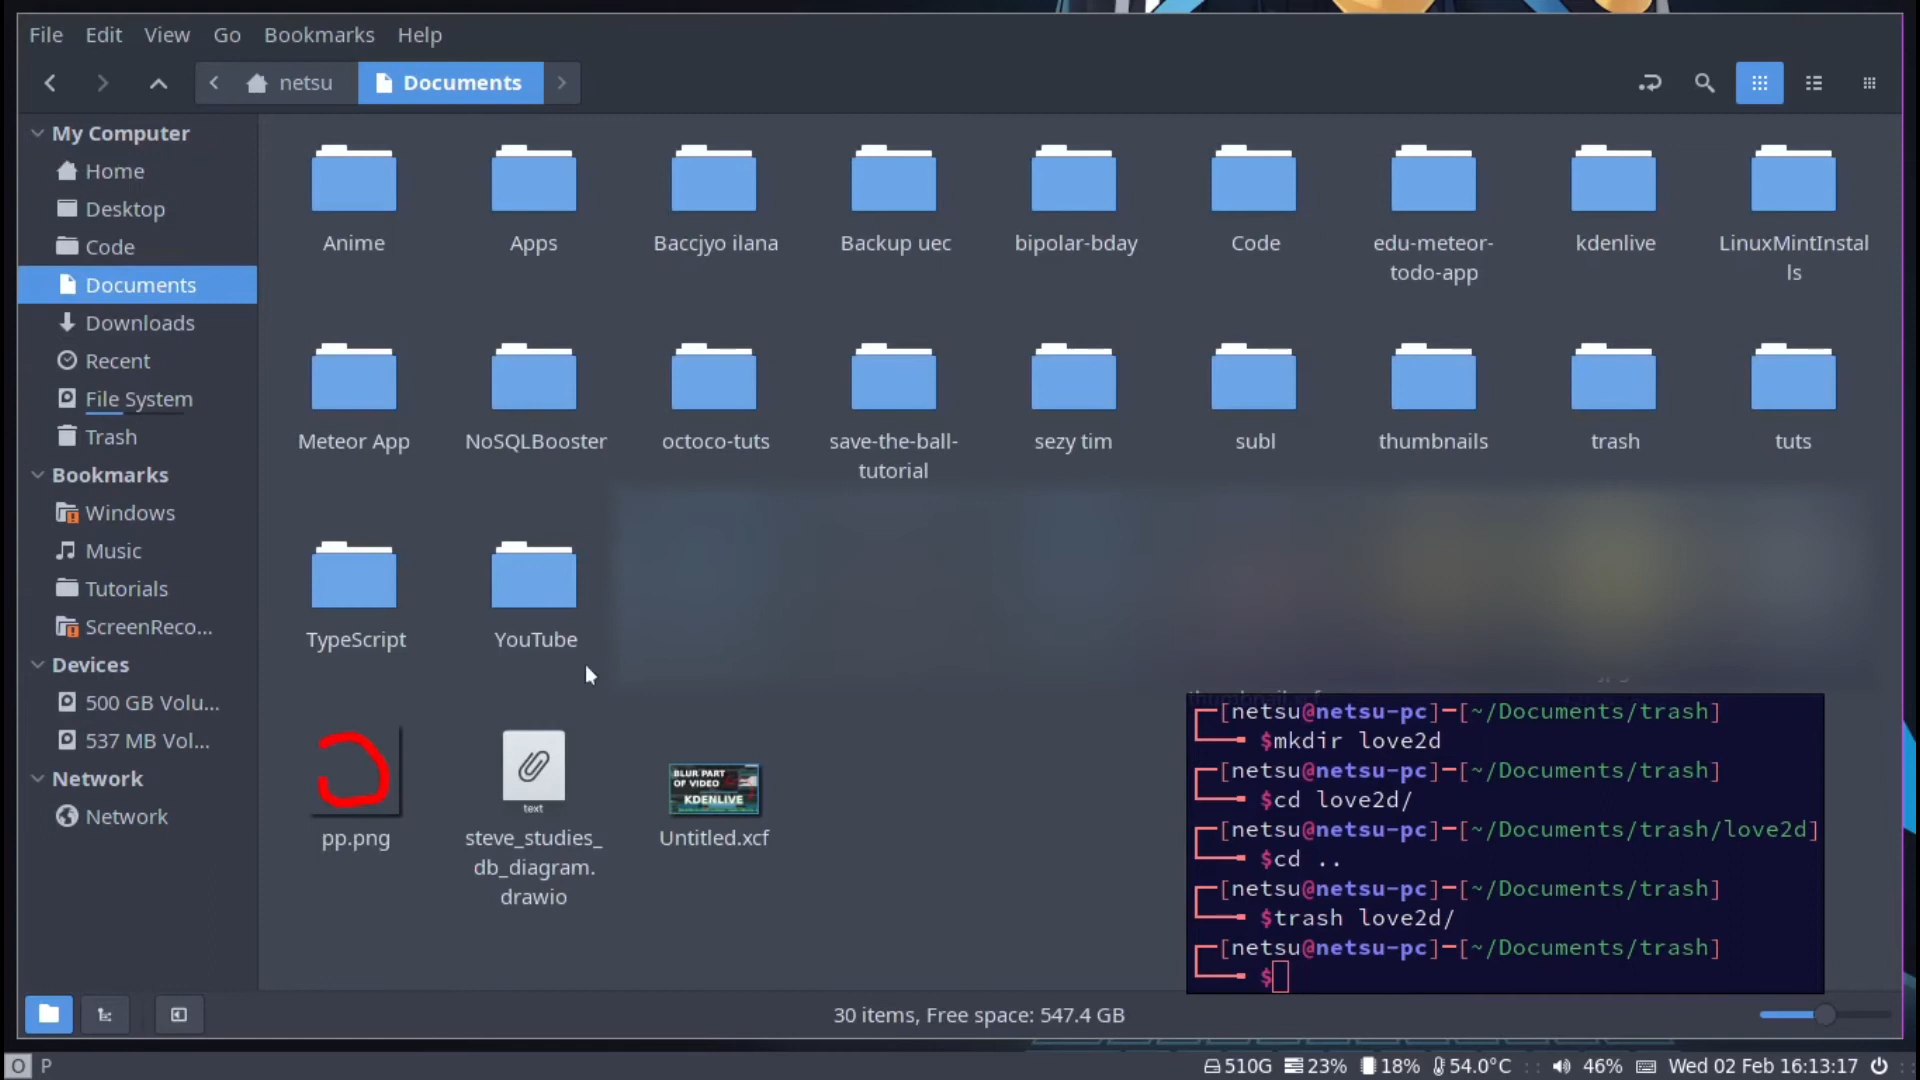 File Edit View Go Bookmarks Help
netsu Documents
My Computer
Home
Desktop
Code
Documents
Downloads
Recent
File System
Trash
Bookmarks
Windows
Music
Tutorials
ScreenReco...
Devices
500 GB Volu...
537 MB Vol...
Network
Network
Anime Apps Baccjyo ilana Backup uec bipolar-bday Code edu-meteor- kdenlive LinuxMintInstal
todo-app ls
Meteor App NoSQLBooster octoco-tuts save-the-ball- sezy tim subl thumbnails trash tuts
tutorial
TypeScript YouTube
BLUR PART
OF VIDEO
KDENLIVE
text
pp.png steve_studies_ Untitled.xcf
db_diagram.
drawio
[netsu@netsu-pc]─[~/Documents/trash]
$mkdir love2d
[netsu@netsu-pc]─[~/Documents/trash]
$cd love2d/
[netsu@netsu-pc]─[~/Documents/trash/love2d]
$cd ..
[netsu@netsu-pc]─[~/Documents/trash]
$trash love2d/
[netsu@netsu-pc]─[~/Documents/trash]
$
30 items, Free space: 547.4 GB
O P 510G 23% 18% 54.0°C 46% Wed 02 Feb 16:13:17